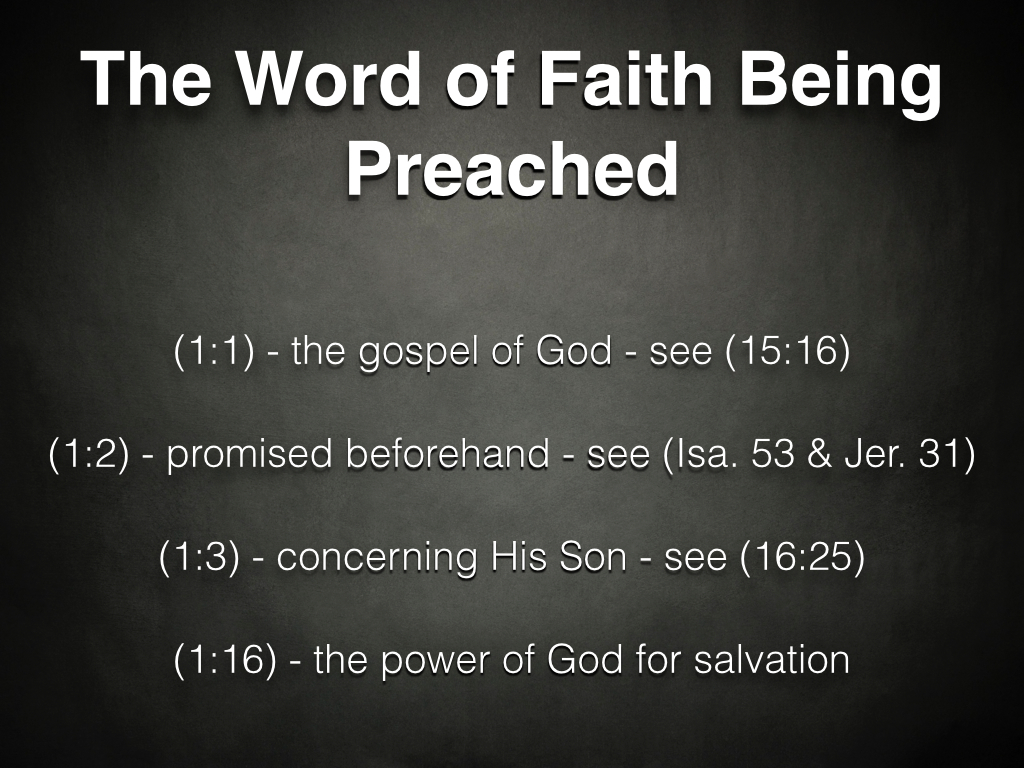 The Word of Faith Being
Preached
(1:1) - the gospel of God - see (15:16)
(1:2) - promised beforehand - see (Isa. 53 & Jer. 31)
(1:3) - concerning His Son - see (16:25)
(1:16) - the power of God for salvation